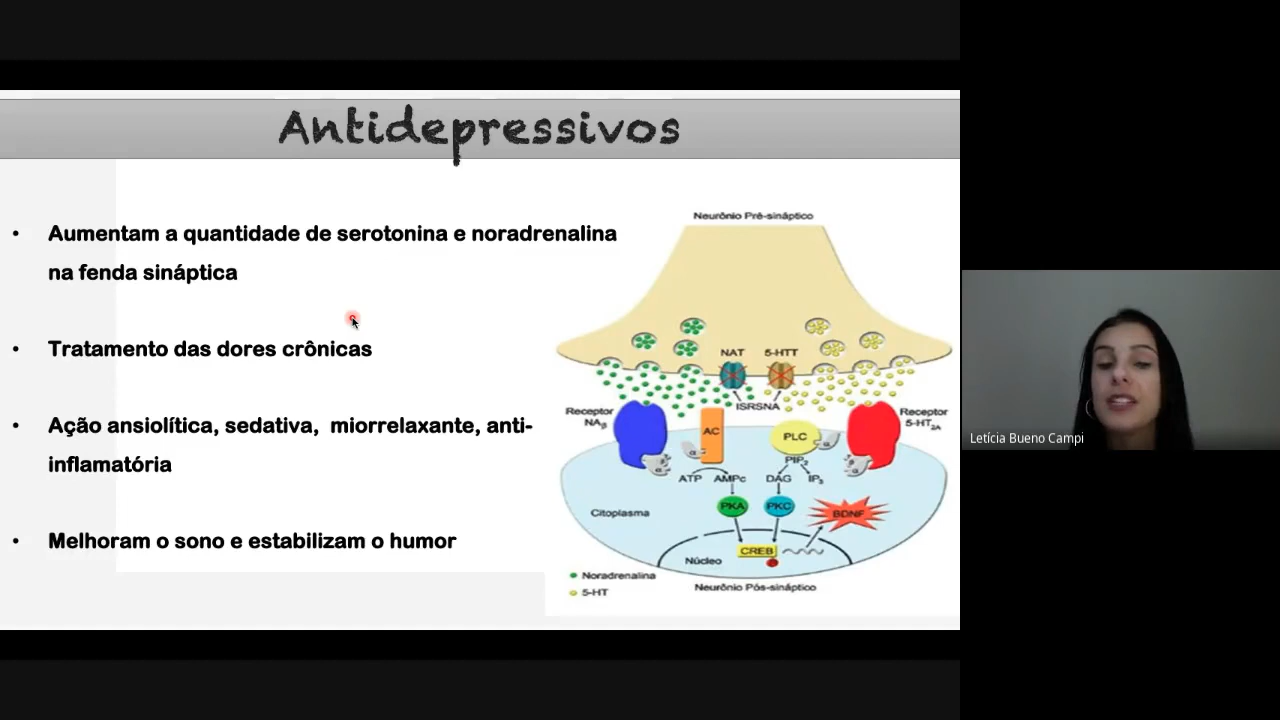 Antidepressivos
• Aumentam a quantidade de serotonina e noradrenalina
na fenda sináptica
• Tratamento das dores crônicas
• Ação ansiolítica, sedativa, miorrelaxante, anti-
inflamatória
• Melhoram o sono e estabilizam o humor
Neurônio Pré-sináptico
NAT
5-HTT
ISRSNA
Receptor
NAβ
AC
PLC
α
Receptor
5-HT2A
α
α
α
PIP2
ATP
AMPc
DAG
IP3
PKA
PKC
BDNF
Citoplasma
CREB
Núcleo
Noradrenalina
5-HT
Neurônio Pós-sináptico
Letícia Bueno Campi